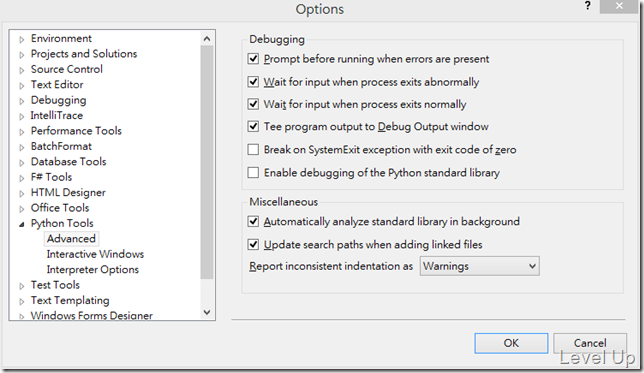 Options
?
Environment
Projects and Solutions
Source Control
Text Editor
Debugging
IntelliTrace
Performance Tools
BatchFormat
Database Tools
F# Tools
HTML Designer
Office Tools
Python Tools
Advanced
Interactive Windows
Interpreter Options
Test Tools
Text Templating
Windows Forms Designer
Debugging
Prompt before running when errors are present
Wait for input when process exits abnormally
Wait for input when process exits normally
Tee program output to Debug Output window
Break on SystemExit exception with exit code of zero
Enable debugging of the Python standard library
Miscellaneous
Automatically analyze standard library in background
Update search paths when adding linked files
Report inconsistent indentation as Warnings
OK Cancel
Level Up